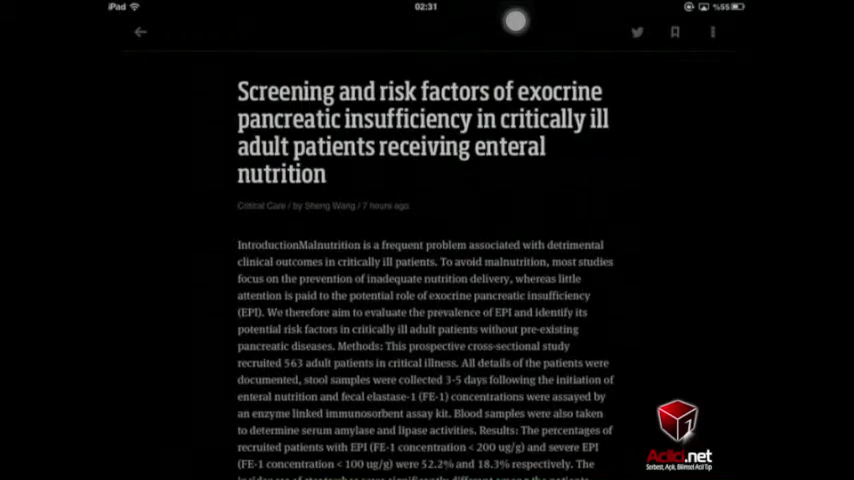 iPad
02:31
%55
Screening and risk factors of exocrine
pancreatic insufficiency in critically ill
adult patients receiving enteral
nutrition
Critical Care / by Sheng Wang / 7 hours ago
IntroductionMalnutrition is a frequent problem associated with detrimental
clinical outcomes in critically ill patients. To avoid malnutrition, most studies
focus on the prevention of inadequate nutrition delivery, whereas little
attention is paid to the potential role of exocrine pancreatic insufficiency
(EPI). We therefore aim to evaluate the prevalence of EPI and identify its
potential risk factors in critically ill adult patients without pre-existing
pancreatic diseases. Methods: This prospective cross-sectional study
recruited 563 adult patients in critical illness. All details of the patients were
documented, stool samples were collected 3-5 days following the initiation of
enteral nutrition and fecal elastase-1 (FE-1) concentrations were assayed by
an enzyme linked immunosorbent assay kit. Blood samples were also taken
to determine serum amylase and lipase activities. Results: The percentages of
recruited patients with EPI (FE-1 concentration < 200 ug/g) and severe EPI
(FE-1 concentration < 100 ug/g) were 52.2% and 18.3% respectively. The
Acilci.net
Serbest, Açık, Bilimsel Acil Tıp